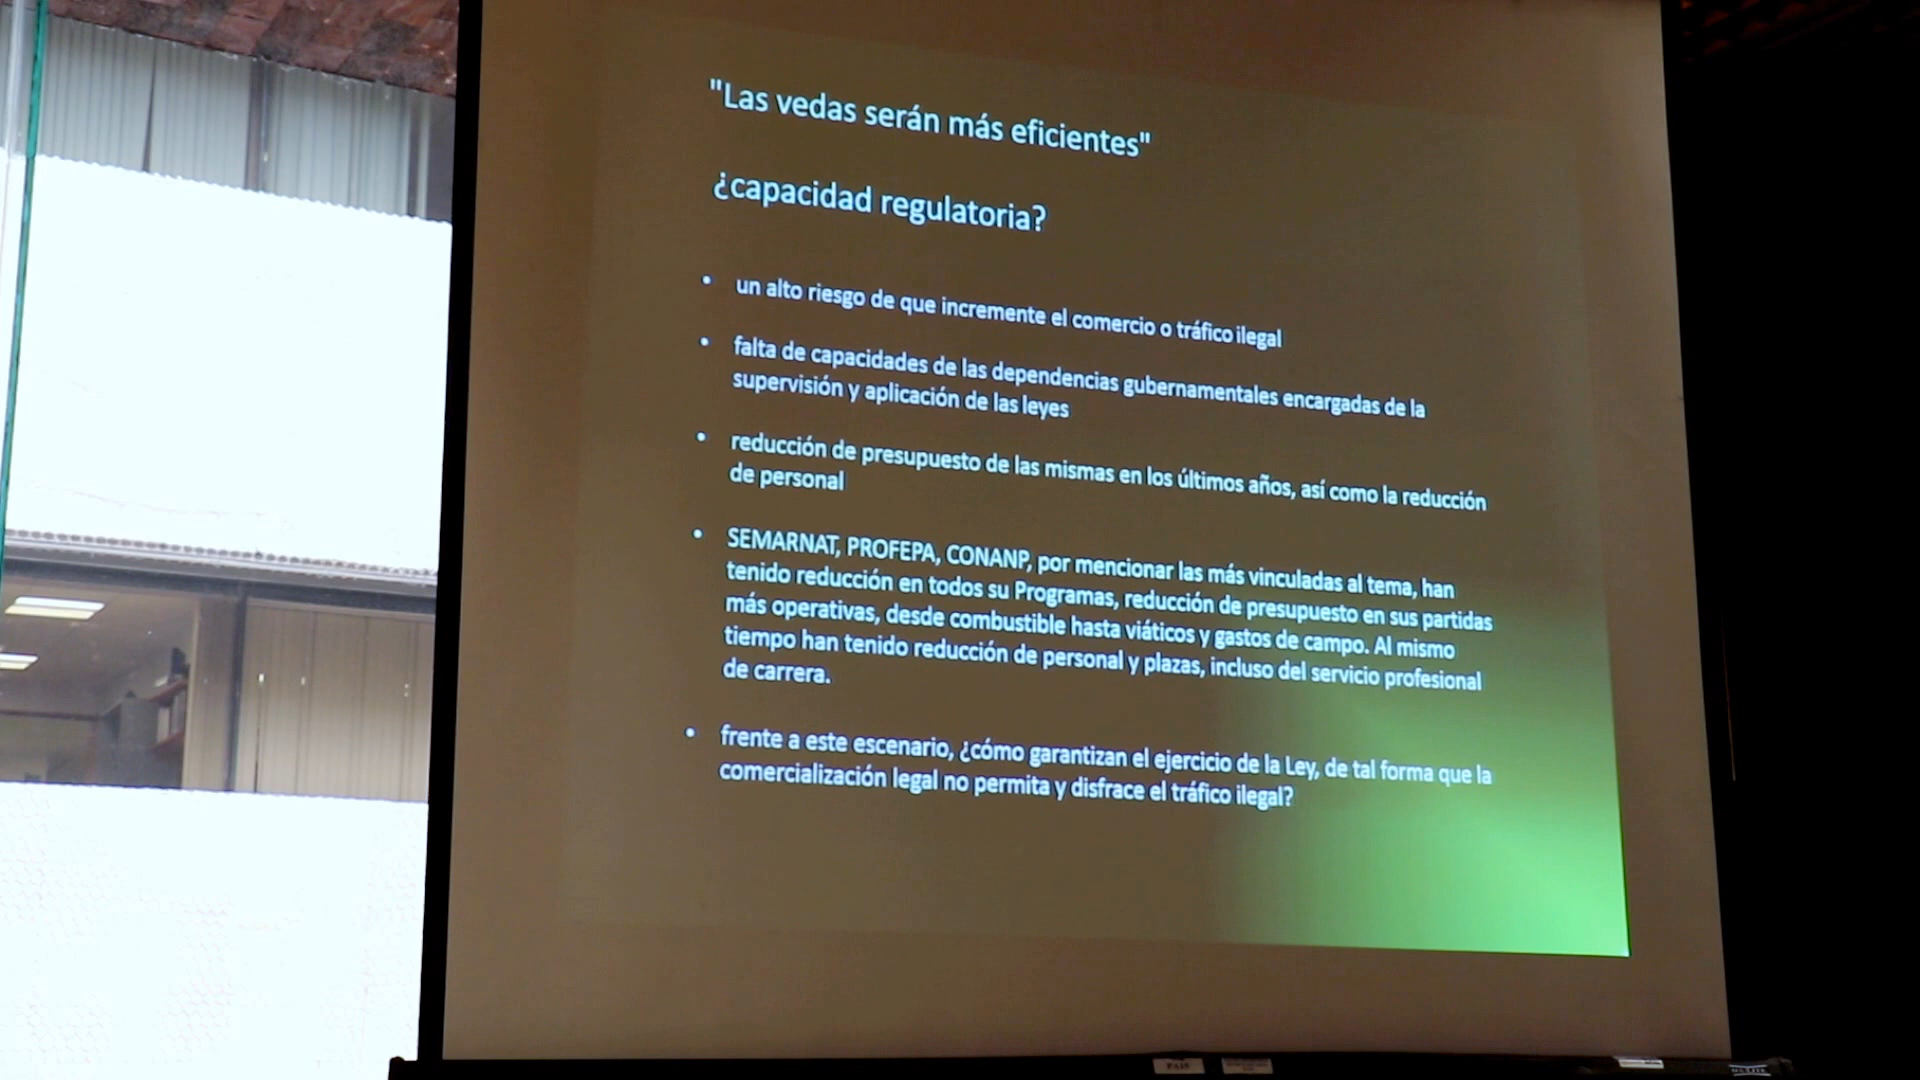 "Las vedas serán más eficientes"
¿capacidad regulatoria?
• un alto riesgo de que incremente el comercio o tráfico ilegal
• falta de capacidades de las dependencias gubernamentales encargadas de la
supervisión y aplicación de las leyes
• reducción de presupuesto de las mismas en los últimos años, así como la reducción
de personal
• SEMARNAT, PROFEPA, CONANP, por mencionar las más vinculadas al tema, han
tenido reducción en todos su Programas, reducción de presupuesto en sus partidas
más operativas, desde combustible hasta viáticos y gastos de campo. Al mismo
tiempo han tenido reducción de personal y plazas, incluso del servicio profesional
de carrera.
• frente a este escenario, ¿cómo garantizan el ejercicio de la Ley, de tal forma que la
comercialización legal no permita y disfrace el tráfico ilegal?